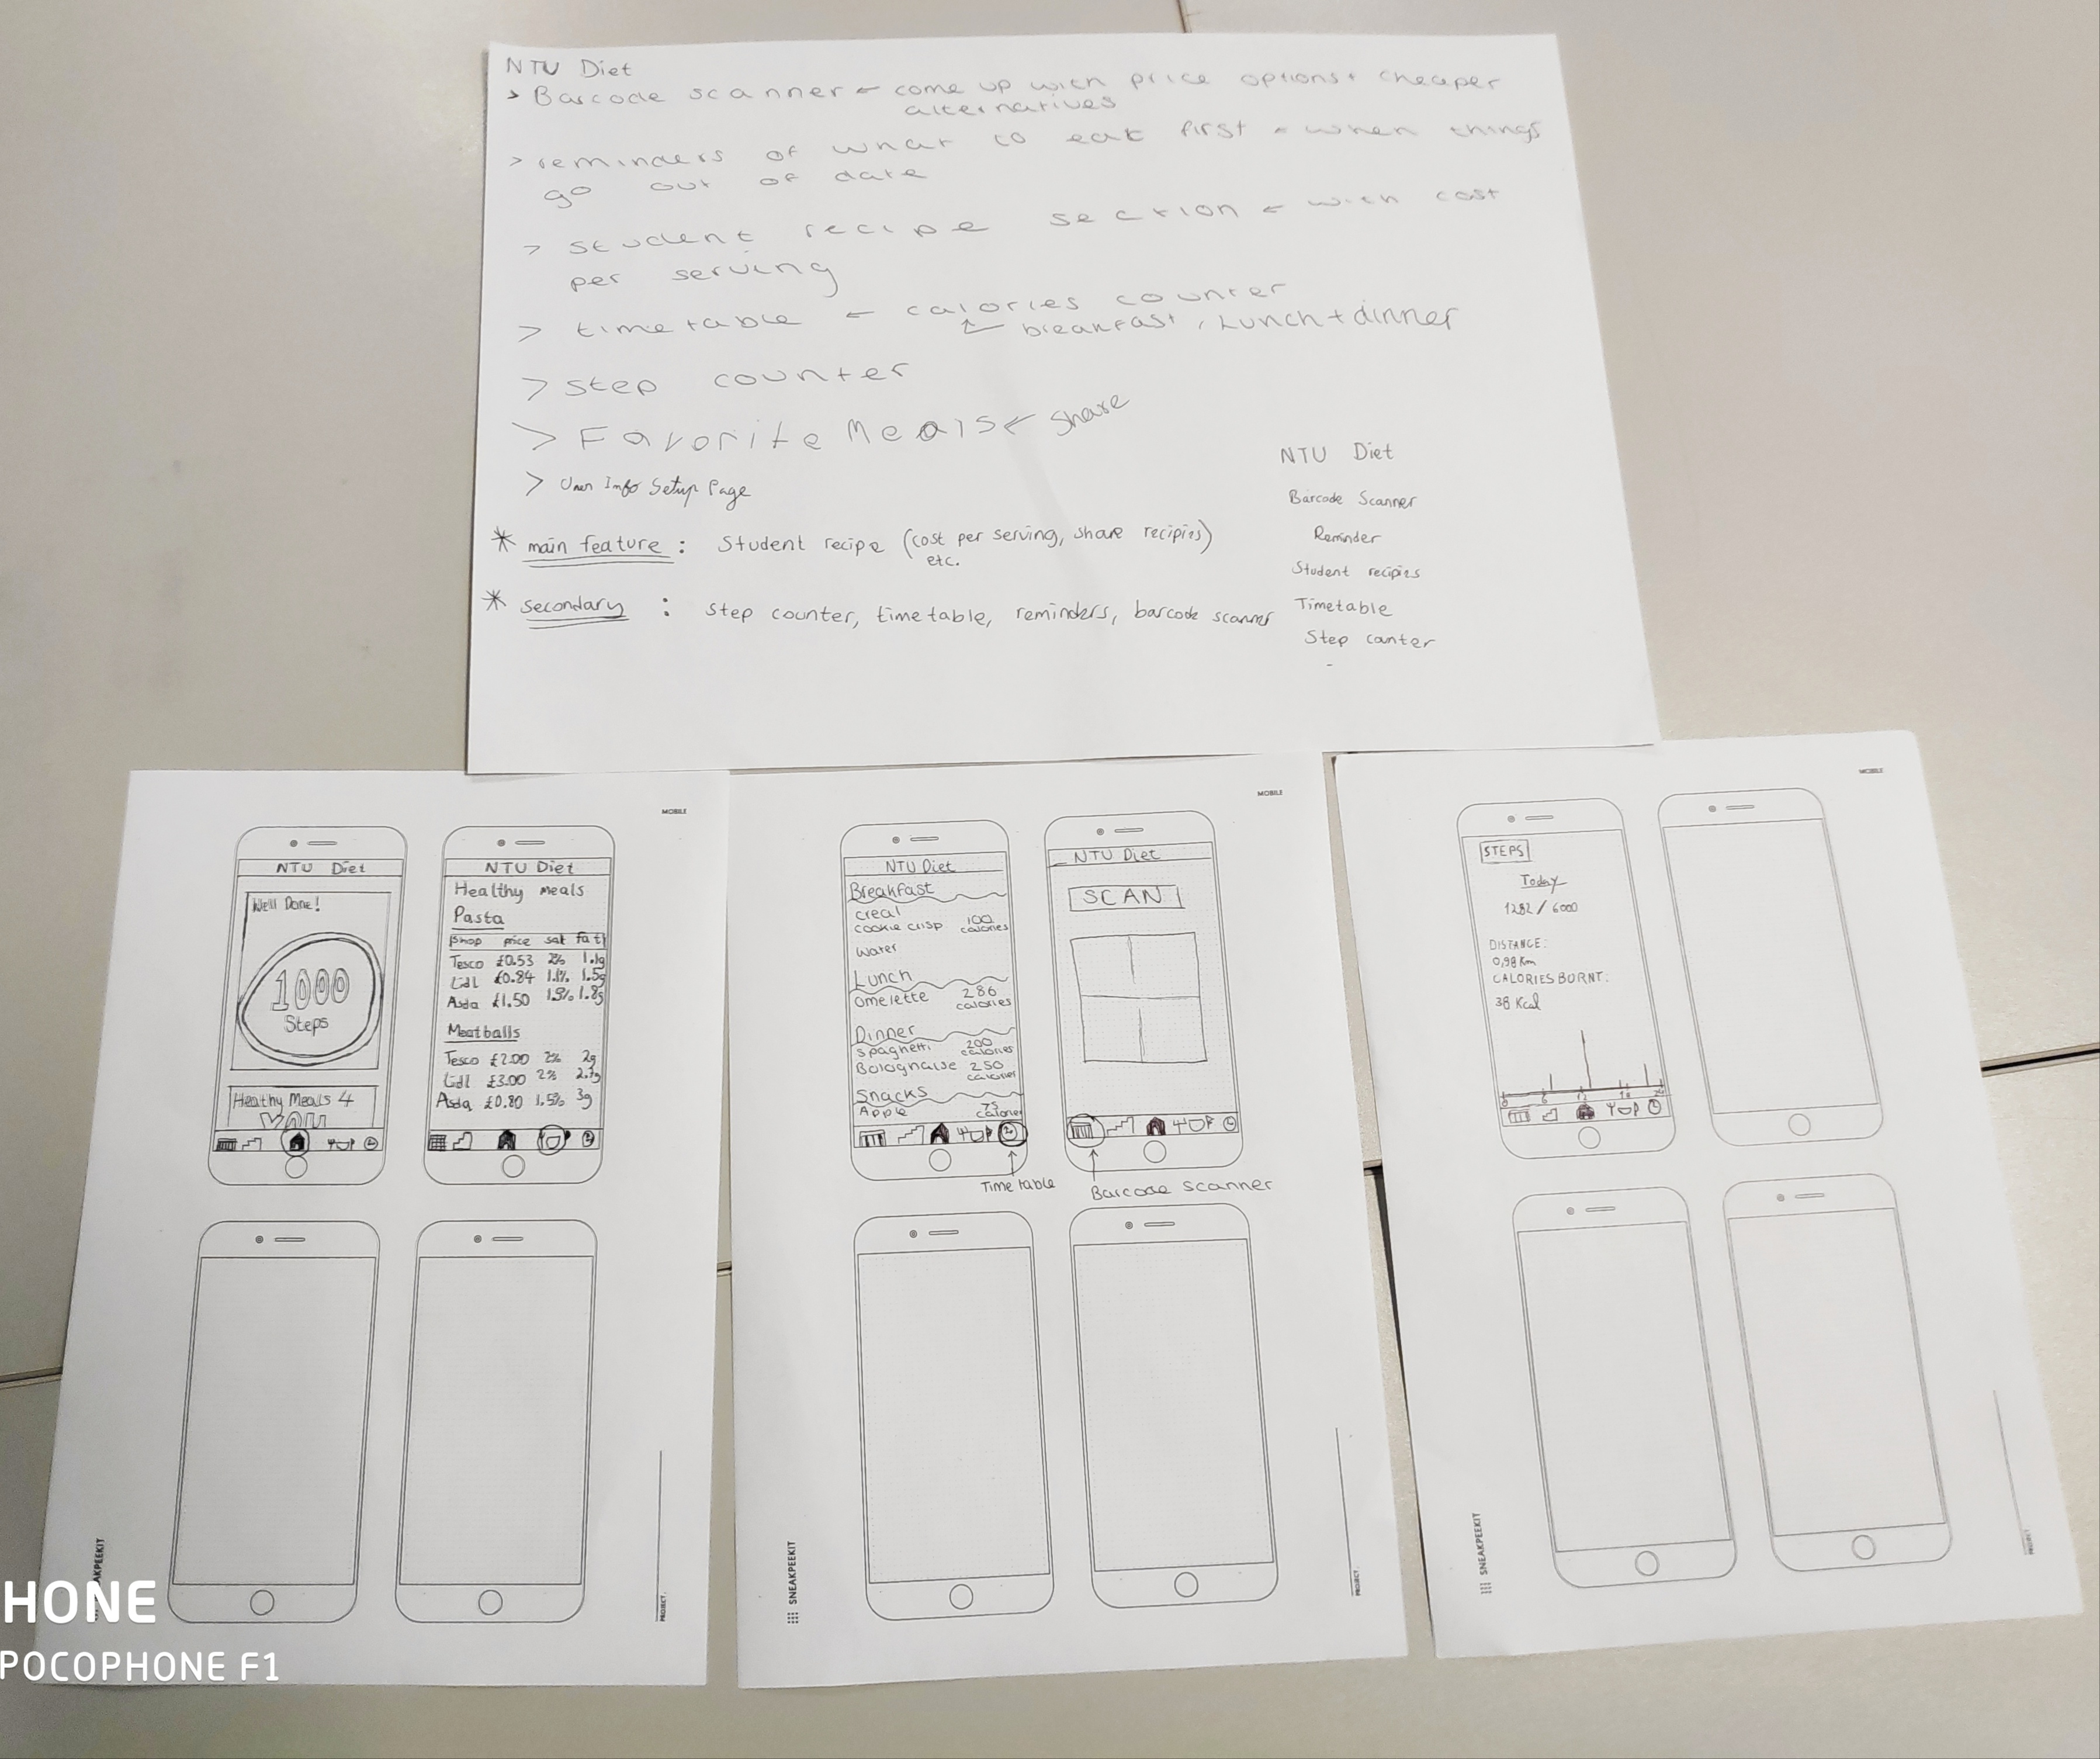 NTU Diet
> Barcode scanner ← come up with price options + cheaper
alternatives
> reminders of what to eat first ← when things
go out of date
> student recipe section ← with cost
per serving
> timetable ← calories counter
← breakfast, Lunch + dinner
> step counter
> Favorite Meals ← Share
> User Info Setup Page
* main feature : Student recipe (cost per serving, share recipies)
etc.
* secondary : step counter, timetable, reminders, barcode scanner
NTU Diet
Barcode Scanner
Reminder
Student recipies
Timetable
Step counter
-
MOBILE
NTU Diet
Well Done!
1000
Steps
Healthy Meals 4
YOU
NTU Diet
Healthy meals
Pasta
Shop price salt fat
Tesco £0.53 2% 1.1g
Lidl £0.84 1.1% 1.5g
Asda £1.50 1.5% 1.8g
Meatballs
Tesco £2.00 2% 2g
Lidl £3.00 2% 2.7g
Asda £0.80 1.5% 3g
SNEAKPEEKIT
PROJECT
MOBILE
NTU Diet
Breakfast
creal
cookie crisp 100
calories
water
Lunch
omelette 286
calories
Dinner
spaghetti 200
calories
Bolognaise 250
calories
Snacks
Apple 75
calories
Time table
NTU Diet
SCAN
Barcode scanner
SNEAKPEEKIT
PROJECT
MOBILE
STEPS
Today
1282 / 6000
DISTANCE:
0,98 Km
CALORIES BURNT:
38 Kcal
0 6 12 18
SNEAKPEEKIT
PROJECT
HONE
POCOPHONE F1